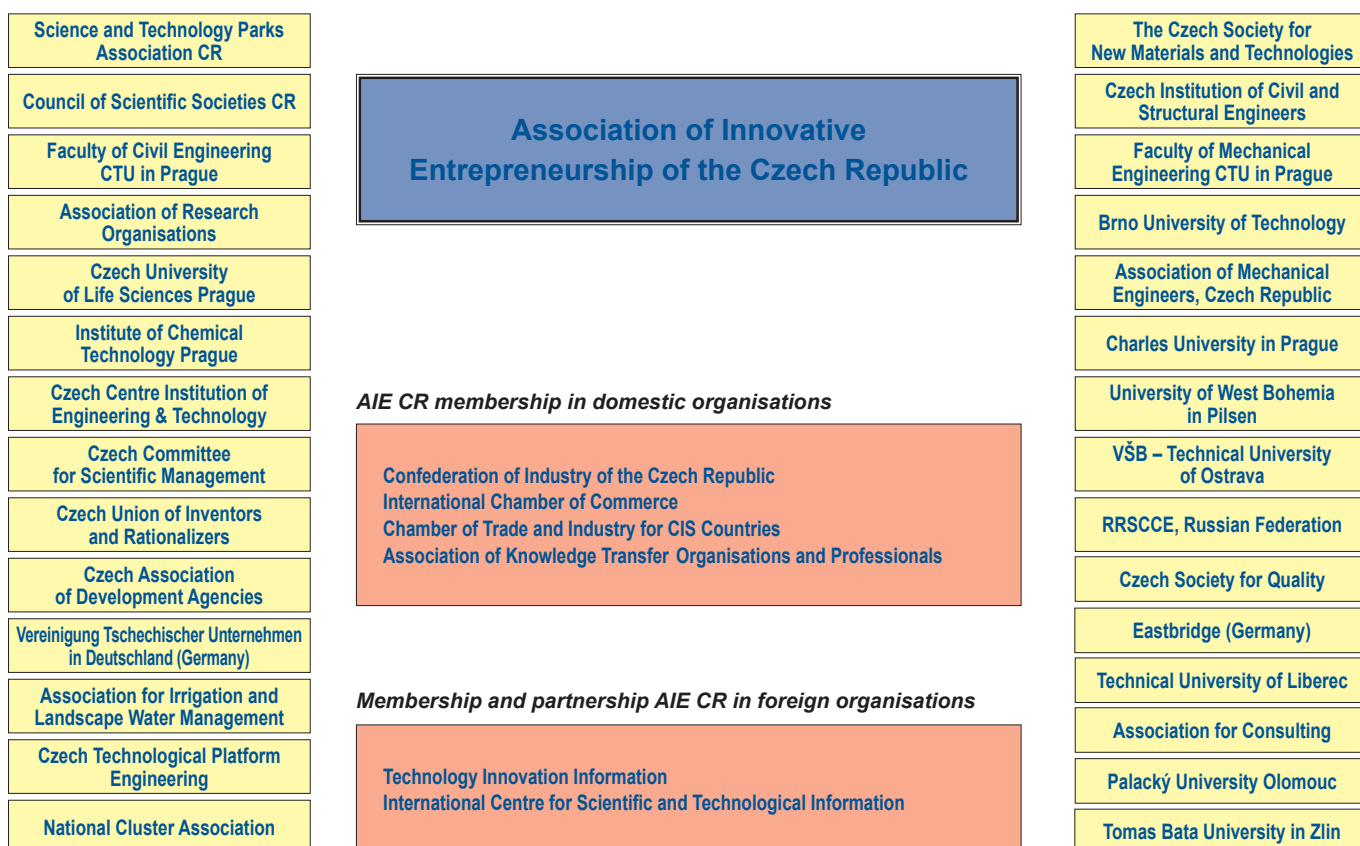 Science and Technology Parks
Association CR
Council of Scientific Societies CR
Faculty of Civil Engineering
CTU in Prague
Association of Research
Organisations
Czech University
of Life Sciences Prague
Institute of Chemical
Technology Prague
Czech Centre Institution of
Engineering & Technology
Czech Committee
for Scientific Management
Czech Union of Inventors
and Rationalizers
Czech Association
of Development Agencies
Vereinigung Tschechischer Unternehmen
in Deutschland (Germany)
Association for Irrigation and
Landscape Water Management
Czech Technological Platform
Engineering
National Cluster Association
Association of Innovative
Entrepreneurship of the Czech Republic
AIE CR membership in domestic organisations
Confederation of Industry of the Czech Republic
International Chamber of Commerce
Chamber of Trade and Industry for CIS Countries
Association of Knowledge Transfer Organisations and Professionals
Membership and partnership AIE CR in foreign organisations
Technology Innovation Information
International Centre for Scientific and Technological Information
The Czech Society for
New Materials and Technologies
Czech Institution of Civil and
Structural Engineers
Faculty of Mechanical
Engineering CTU in Prague
Brno University of Technology
Association of Mechanical
Engineers, Czech Republic
Charles University in Prague
University of West Bohemia
in Pilsen
VŠB – Technical University
of Ostrava
RRSCCE, Russian Federation
Czech Society for Quality
Eastbridge (Germany)
Technical University of Liberec
Association for Consulting
Palacký University Olomouc
Tomas Bata University in Zlin